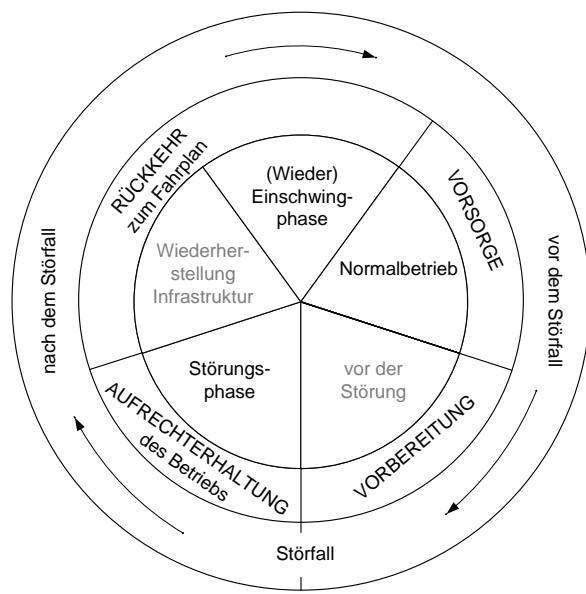 RÜCKKEHR
zum Fahrplan
(Wieder)
Einschwing-
phase
VORSORGE
Wiederher-
stellung
Infrastruktur
Normalbetrieb
nach dem Störfall
vor dem Störfall
Störungs-
phase
vor der
Störung
AUFRECHTERHALTUNG
des Betriebs
VORBEREITUNG
Störfall